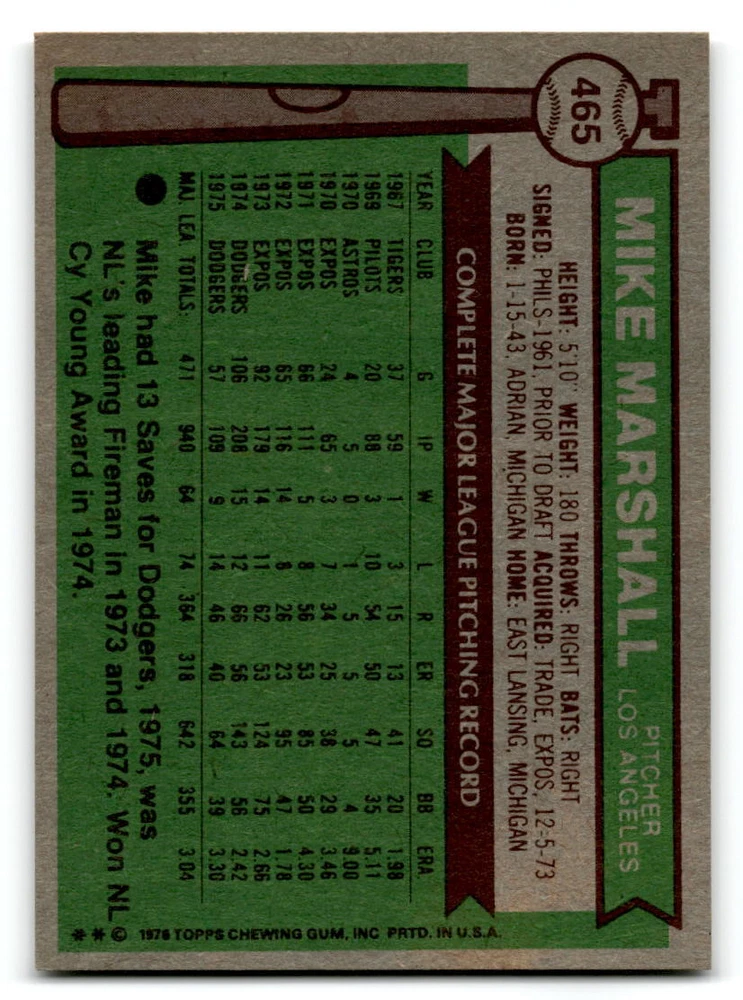 465
MIKE MARSHALL
PITCHER
LOS ANGELES
HEIGHT: 5'10" WEIGHT: 180 THROWS: RIGHT BATS: RIGHT
SIGNED: PHILS-1961, PRIOR TO DRAFT ACQUIRED: TRADE, EXPOS, 12-5-73
BORN: 1-15-43, ADRIAN, MICHIGAN HOME: EAST LANSING, MICHIGAN
COMPLETE MAJOR LEAGUE PITCHING RECORD
YEAR CLUB G IP W L R ER SO BB ERA
1967 TIGERS 37 59 1 3 15 13 41 20 1.98
1969 PILOTS 20 88 3 10 54 50 47 35 5.11
1970 ASTROS 4 5 0 1 5 5 5 4 9.00
1970 EXPOS 24 65 3 7 34 25 38 29 3.46
1971 EXPOS 66 111 5 8 56 53 85 50 4.30
1972 EXPOS 65 116 14 8 26 23 95 47 1.78
1973 EXPOS 92 179 14 11 62 53 124 75 2.66
1974 DODGERS 106 208 15 12 66 56 143 56 2.42
1975 DODGERS 57 109 9 14 46 40 64 39 3.30
MAJ. LEA. TOTALS: 471 940 64 74 364 318 642 355 3.04
● Mike had 13 Saves for Dodgers, 1975, was
NL's leading Fireman in 1973 and 1974. Won NL
Cy Young Award in 1974.
**© 1976 TOPPS CHEWING GUM, INC PRTD. IN U.S.A.